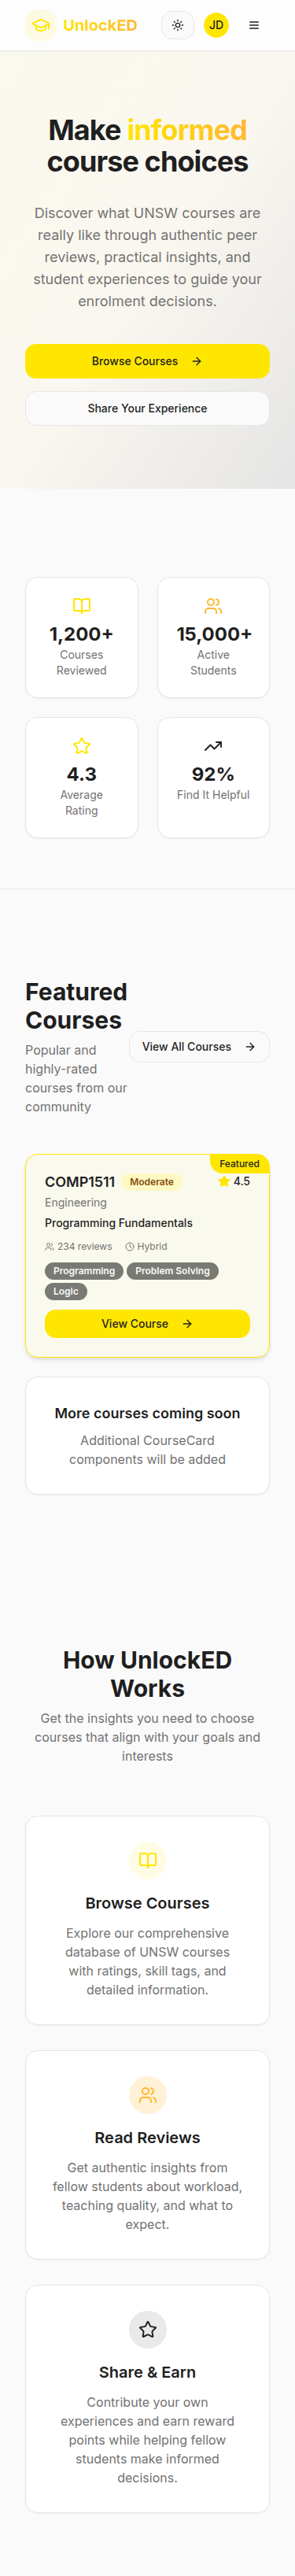 UnlockED
JD
Make informed
course choices
Discover what UNSW courses are
really like through authentic peer
reviews, practical insights, and
student experiences to guide your
enrolment decisions.
Browse Courses
Share Your Experience
1,200+
Courses
Reviewed
15,000+
Active
Students
4.3
Average
Rating
92%
Find It Helpful
Featured
Courses
Popular and
highly-rated
courses from our
community
View All Courses
Featured
COMP1511 Moderate 4.5
Engineering
Programming Fundamentals
234 reviews Hybrid
Programming Problem Solving
Logic
View Course
More courses coming soon
Additional CourseCard
components will be added
How UnlockED
Works
Get the insights you need to choose
courses that align with your goals and
interests
Browse Courses
Explore our comprehensive
database of UNSW courses
with ratings, skill tags, and
detailed information.
Read Reviews
Get authentic insights from
fellow students about workload,
teaching quality, and what to
expect.
Share & Earn
Contribute your own
experiences and earn reward
points while helping fellow
students make informed
decisions.